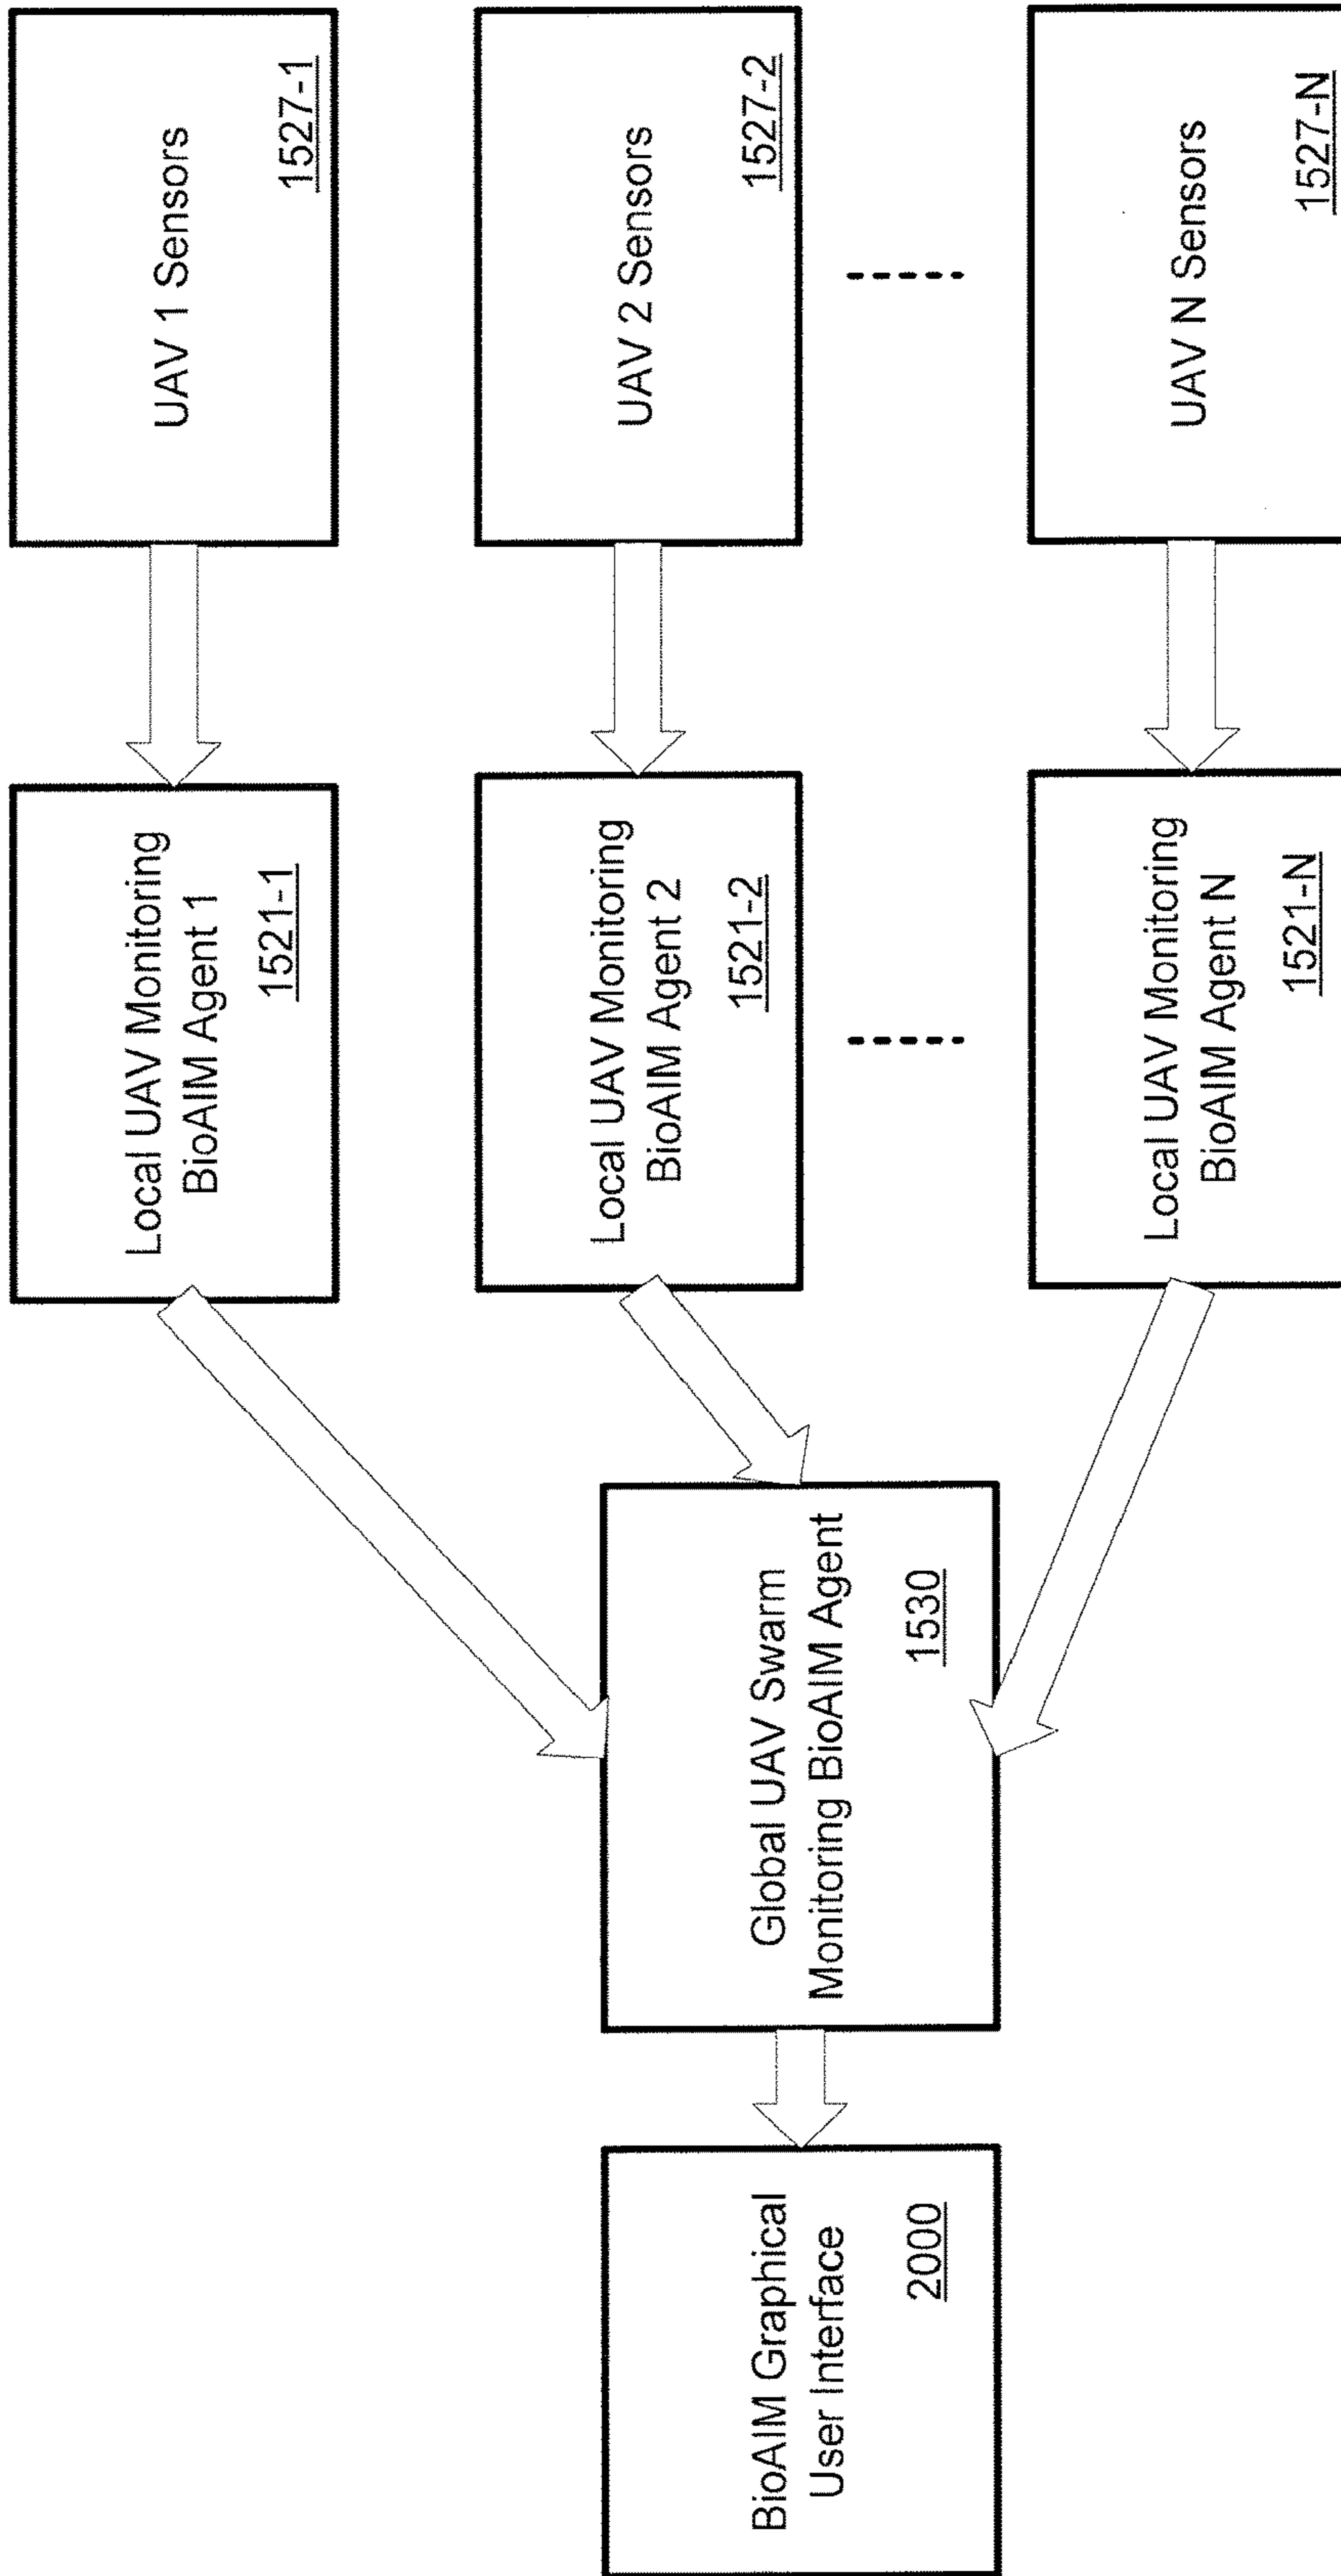 UAV 1 Sensors
1527-1
UAV 2 Sensors
1527-2
UAV N Sensors
1527-N
Local UAV Monitoring
BioAIM Agent 1
1521-1
Local UAV Monitoring
BioAIM Agent 2
1521-2
Local UAV Monitoring
BioAIM Agent N
1521-N
Global UAV Swarm
Monitoring BioAIM Agent
1530
BioAIM Graphical
User Interface
2000